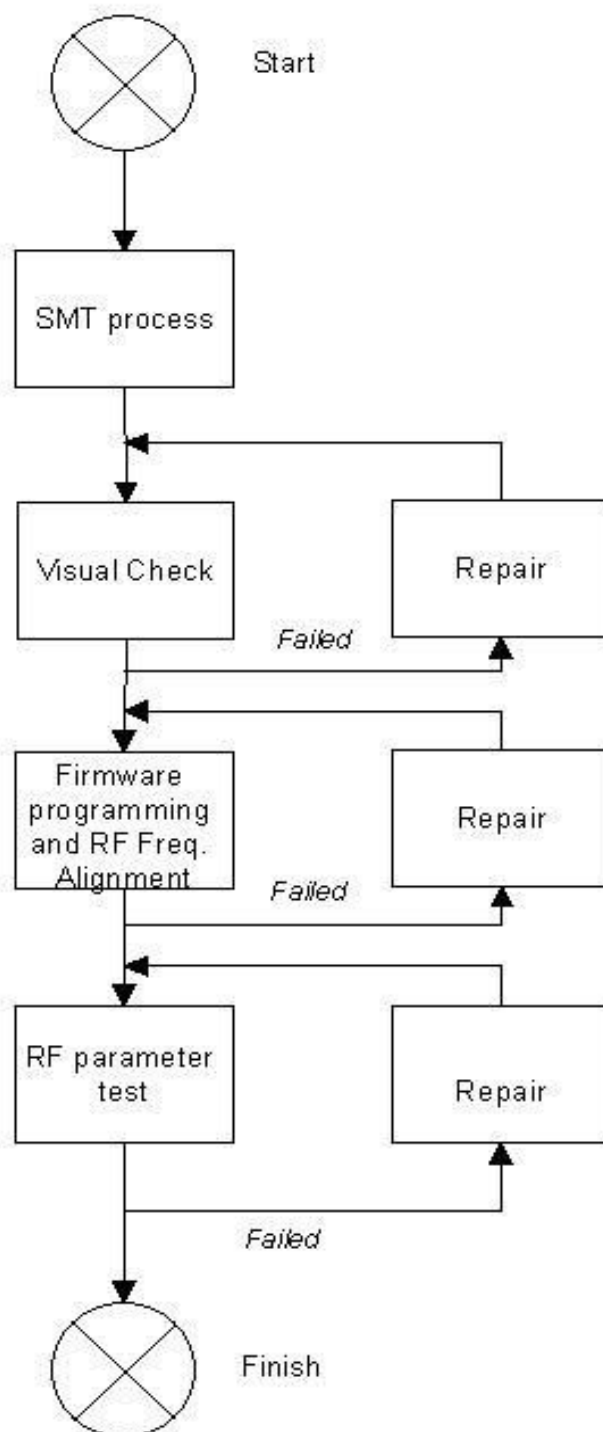 Start
SMT process
Visual Check
Repair
Failed
Firmware
programming
and RF Freq.
Alignment
Repair
Failed
RF parameter
test
Repair
Failed
Finish